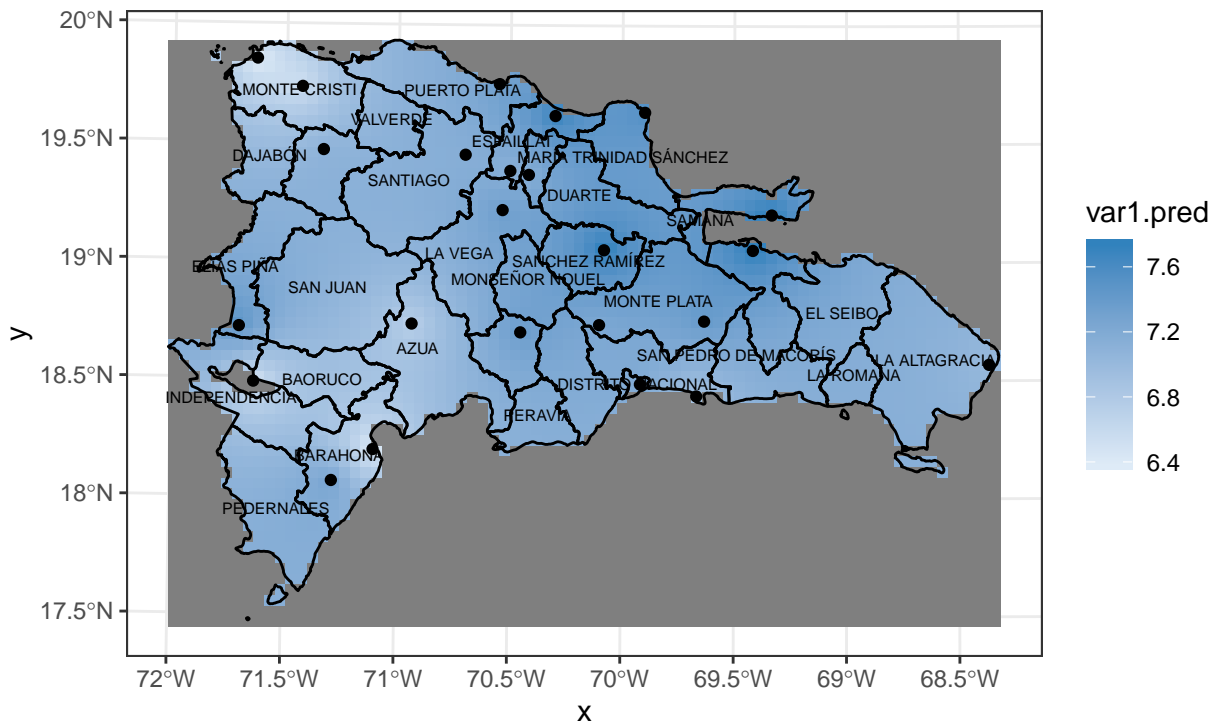 20°N
19.5°N
19°N
18.5°N
18°N
17.5°N
y
MONTE CRISTI
PUERTO PLATA
VALVERDE
ESPAILLAT
DAJABÓN
MARÍA TRINIDAD SÁNCHEZ
SANTIAGO
DUARTE
SAMANÁ
LA VEGA
ELÍAS PIÑA
SÁNCHEZ RAMÍREZ
MONSEÑOR NOUEL
SAN JUAN
MONTE PLATA
EL SEIBO
AZUA
SAN PEDRO DE MACORÍS
LA ALTAGRACIA
BAORUCO
DISTRITO NACIONAL
LA ROMANA
INDEPENDENCIA
PERAVIA
BARAHONA
PEDERNALES
72°W
71.5°W
71°W
70.5°W
70°W
69.5°W
69°W
68.5°W
x
var1.pred
7.6
7.2
6.8
6.4